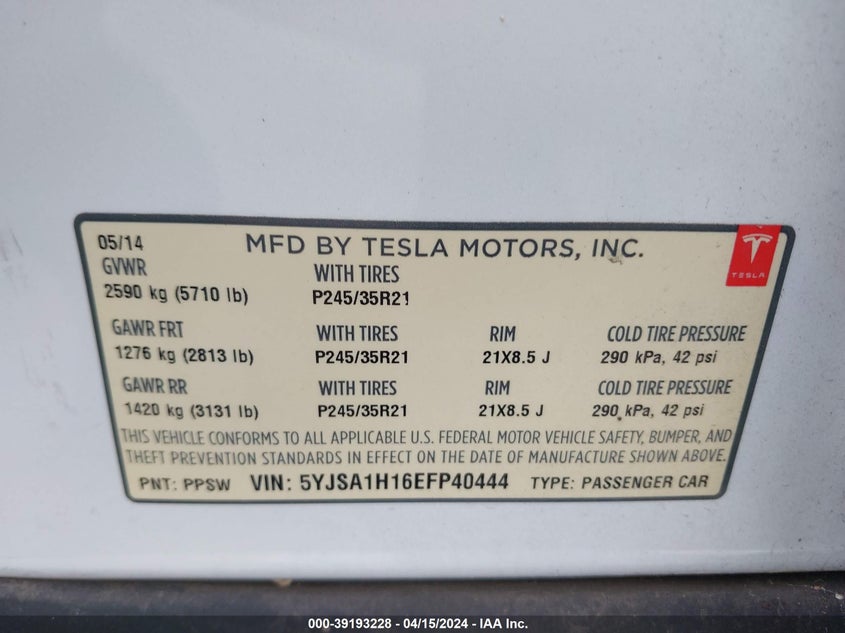 05/14 MFD BY TESLA MOTORS, INC.
TESLA
GVWR WITH TIRES
2590 kg (5710 lb) P245/35R21
GAWR FRT WITH TIRES RIM COLD TIRE PRESSURE
1276 kg (2813 lb) P245/35R21 21X8.5 J 290 kPa, 42 psi
GAWR RR WITH TIRES RIM COLD TIRE PRESSURE
1420 kg (3131 lb) P245/35R21 21X8.5 J 290 kPa, 42 psi
THIS VEHICLE CONFORMS TO ALL APPLICABLE U.S. FEDERAL MOTOR VEHICLE SAFETY, BUMPER, AND
THEFT PREVENTION STANDARDS IN EFFECT ON THE DATE OF MANUFACTURE SHOWN ABOVE.
PNT: PPSW VIN: 5YJSA1H16EFP40444 TYPE: PASSENGER CAR
000-39193228 - 04/15/2024 - IAA Inc.